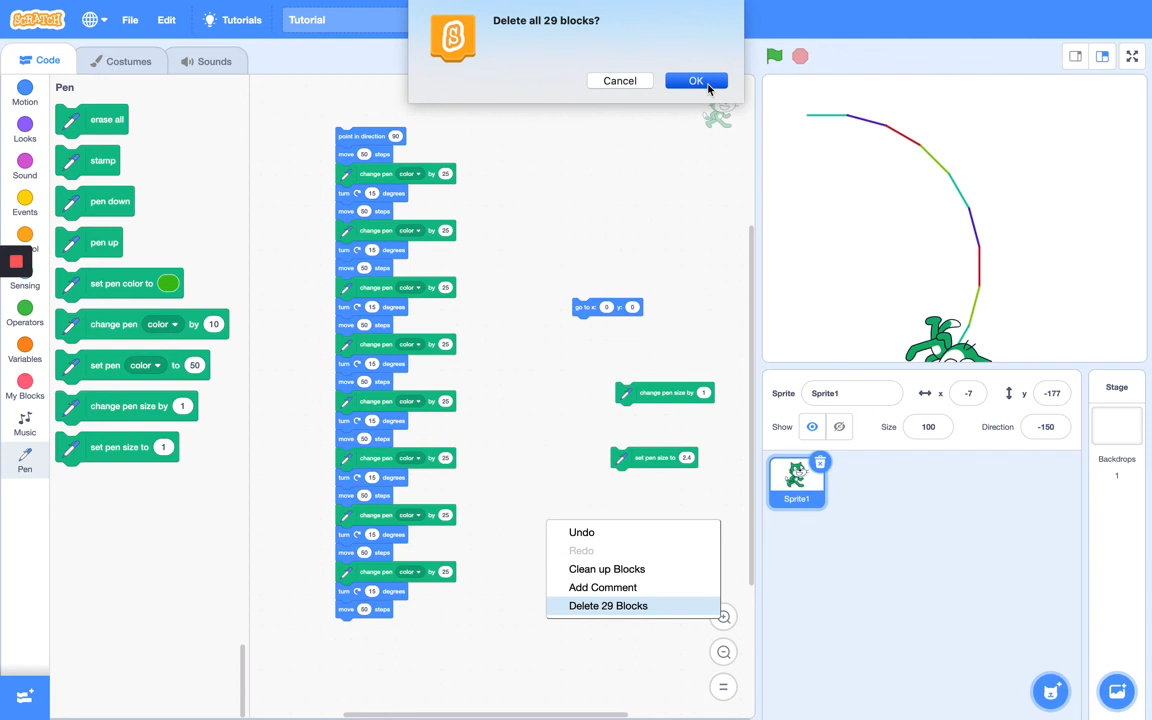 Delete all 29 blocks?
Cancel
OK
SCRATCH
File
Edit
Tutorials
Tutorial
Code
Costumes
Sounds
Motion
Looks
Sound
Events
Sensing
Operators
Variables
My Blocks
Music
Pen
Pen
erase all
stamp
pen down
pen up
set pen color to
change pen color by 10
set pen color to 50
change pen size by 1
set pen size to 1
point in direction 90
move 50 steps
change pen color by 25
turn 15 degrees
move 50 steps
change pen color by 25
turn 15 degrees
move 50 steps
change pen color by 25
turn 15 degrees
move 50 steps
change pen color by 25
turn 15 degrees
move 50 steps
change pen color by 25
turn 15 degrees
move 50 steps
change pen color by 25
turn 15 degrees
move 50 steps
change pen color by 25
turn 15 degrees
move 50 steps
change pen color by 25
turn 15 degrees
move 50 steps
go to x: 0 y: 0
change pen size by 1
set pen size to 2.4
Undo
Redo
Clean up Blocks
Add Comment
Delete 29 Blocks
Sprite Sprite1 x -7 y -177
Show Size 100 Direction -150
Sprite1
Stage
Backdrops
1